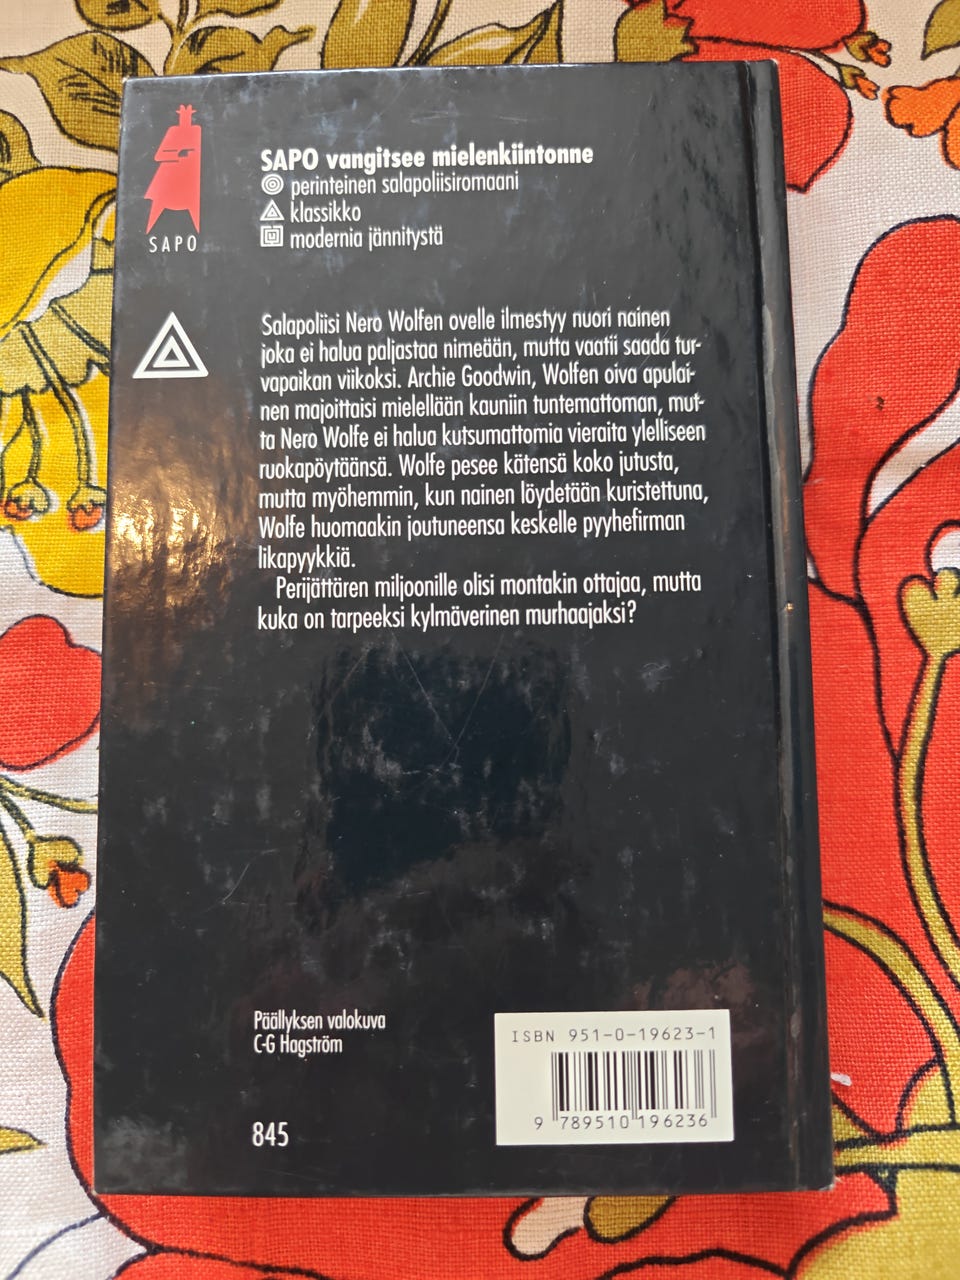 SAPO
SAPO vangitsee mielenkiintonne
perinteinen salapoliisiromaani
klassikko
modernia jännitystä
Salapoliisi Nero Wolfen ovelle ilmestyy nuori nainen
joka ei halua paljastaa nimeään, mutta vaatii saada tur-
vapaikan viikoksi. Archie Goodwin, Wolfen oiva apulai-
nen majoittaisi mielellään kauniin tuntemattoman, mut-
ta Nero Wolfe ei halua kutsumattomia vieraita ylelliseen
ruokapöytäänsä. Wolfe pesee kätensä koko jutusta,
mutta myöhemmin, kun nainen löydetään kuristettuna,
Wolfe huomaakin joutuneensa keskelle pyyhefirman
likapyykkiä.
Perijättären miljoonille olisi montakin ottajaa, mutta
kuka on tarpeeksi kylmäverinen murhaajaksi?
Päällyksen valokuva
C-G Hagström
845
ISBN 951-0-19623-1
9 789510 196236